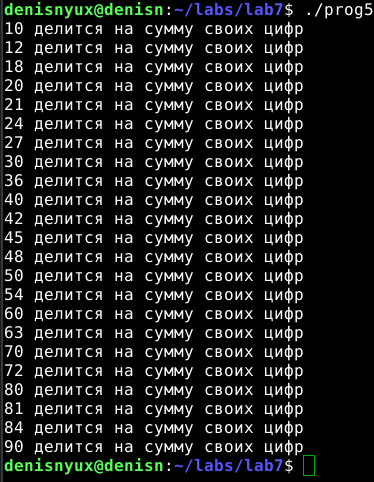 denisnyux@denisn:~/labs/lab7$ ./prog5
10 делится на сумму своих цифр
12 делится на сумму своих цифр
18 делится на сумму своих цифр
20 делится на сумму своих цифр
21 делится на сумму своих цифр
24 делится на сумму своих цифр
27 делится на сумму своих цифр
30 делится на сумму своих цифр
36 делится на сумму своих цифр
40 делится на сумму своих цифр
42 делится на сумму своих цифр
45 делится на сумму своих цифр
48 делится на сумму своих цифр
50 делится на сумму своих цифр
54 делится на сумму своих цифр
60 делится на сумму своих цифр
63 делится на сумму своих цифр
70 делится на сумму своих цифр
72 делится на сумму своих цифр
80 делится на сумму своих цифр
81 делится на сумму своих цифр
84 делится на сумму своих цифр
90 делится на сумму своих цифр
denisnyux@denisn:~/labs/lab7$